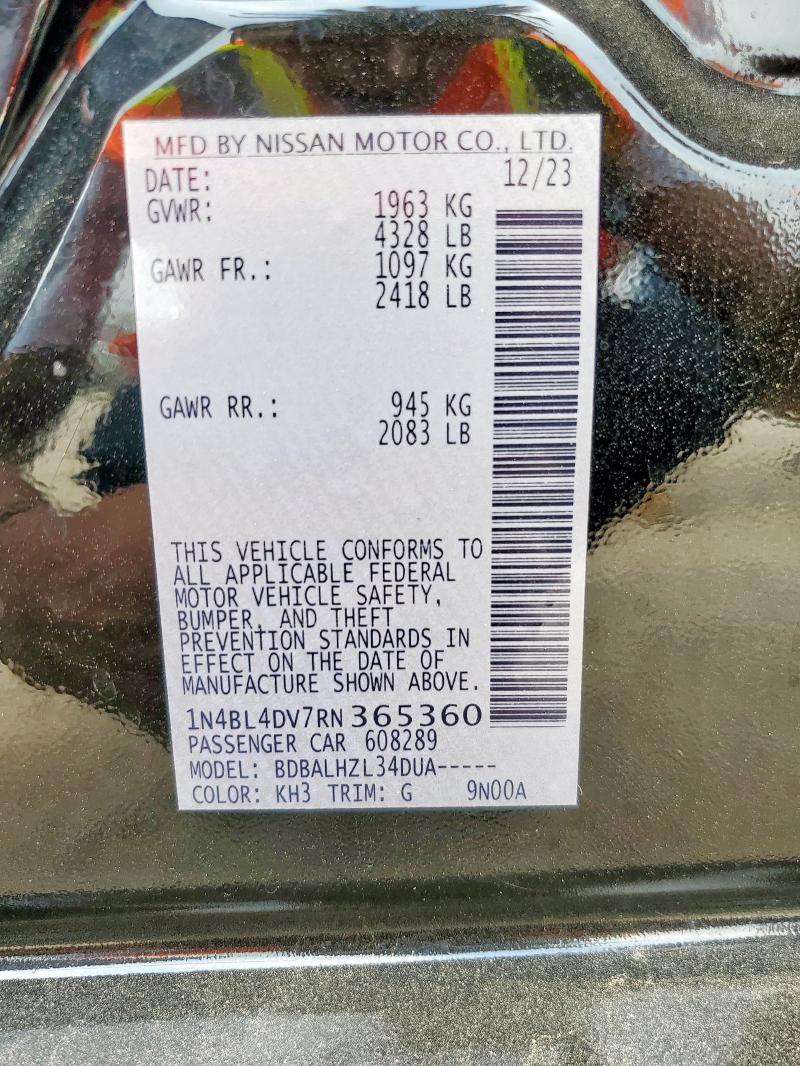 MFD BY NISSAN MOTOR CO., LTD.
DATE: 12/23
GVWR: 1963 KG
4328 LB
GAWR FR.: 1097 KG
2418 LB
GAWR RR.: 945 KG
2083 LB
THIS VEHICLE CONFORMS TO
ALL APPLICABLE FEDERAL
MOTOR VEHICLE SAFETY,
BUMPER, AND THEFT
PREVENTION STANDARDS IN
EFFECT ON THE DATE OF
MANUFACTURE SHOWN ABOVE.
1N4BL4DV7RN365360
PASSENGER CAR 608289
MODEL: BDBALHZL34DUA-----
COLOR: KH3 TRIM: G 9N00A